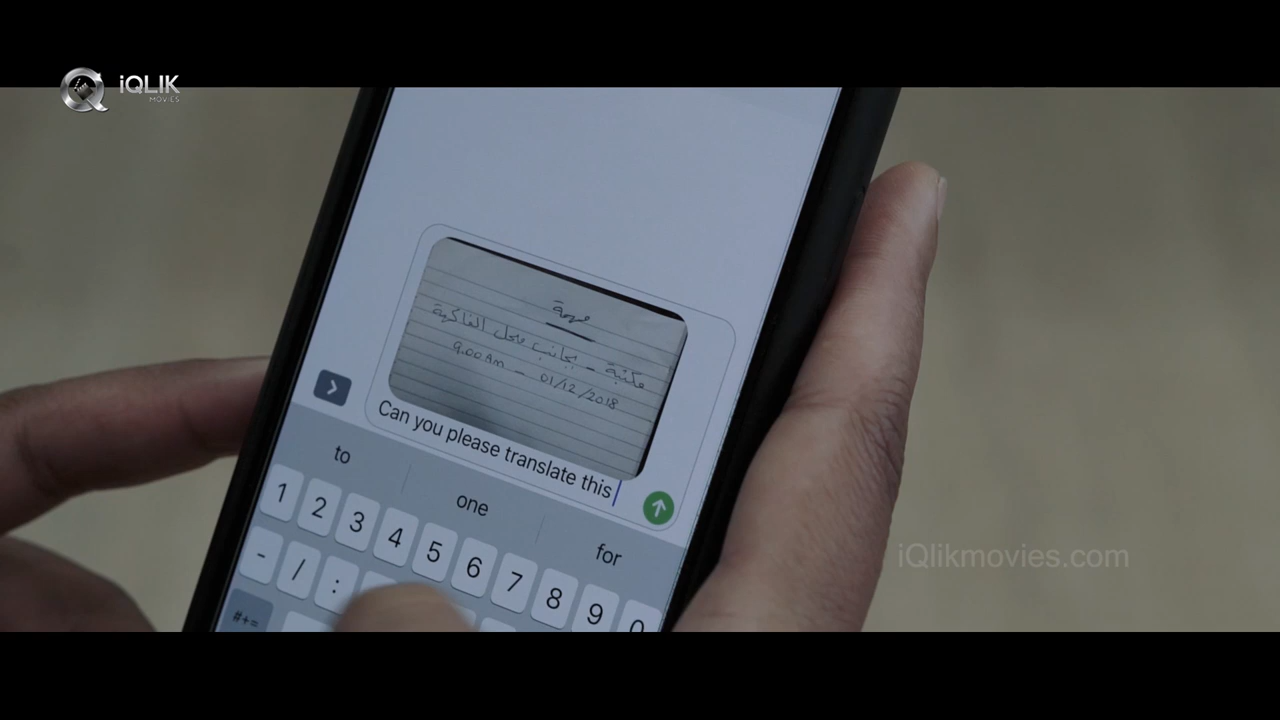 iQLIK
MOVIES
مهمة
مكتبة - بجانب محل الفاكهة
9.00 Am - 01/12/2018
Can you please translate this
to one for
1 2 3 4 5 6 7 8 9 0
- / :
#+=
iQlikmovies.com